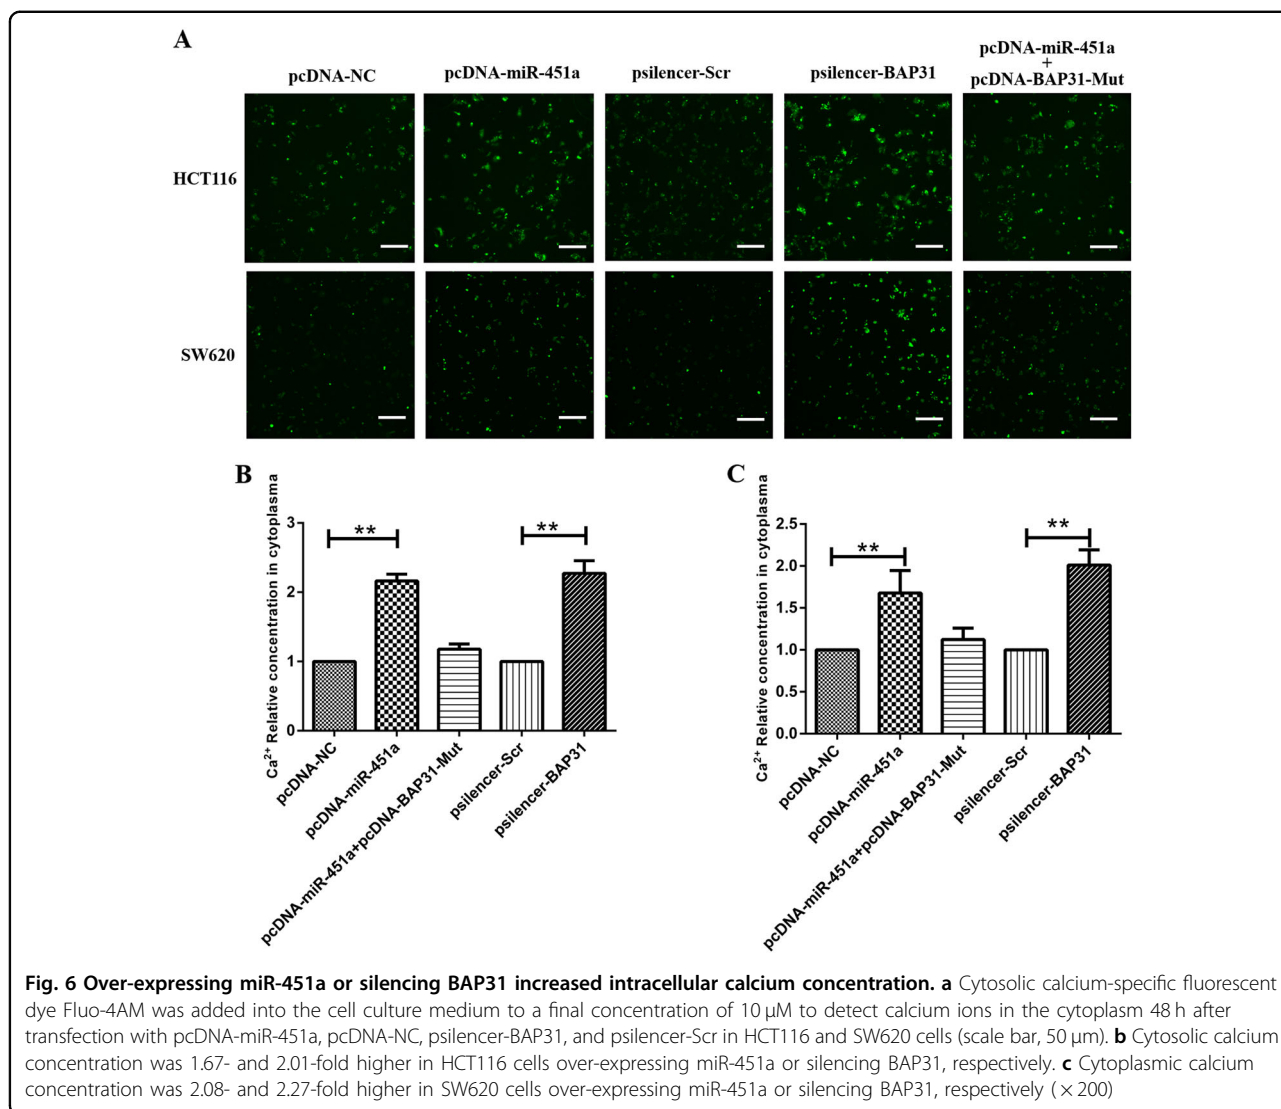 A
pcDNA-NC
pcDNA-miR-451a
psilencer-Scr
psilencer-BAP31
pcDNA-miR-451a
+
pcDNA-BAP31-Mut
HCT116
SW620
B
Ca²⁺ Relative concentration in cytoplasma
3
2
1
0
**
**
pcDNA-NC
pcDNA-miR-451a
pcDNA-miR-451a+pcDNA-BAP31-Mut
psilencer-Scr
psilencer-BAP31
C
Ca²⁺ Relative concentration in cytoplasma
2.5
2.0
1.5
1.0
0.5
0.0
**
**
pcDNA-NC
pcDNA-miR-451a
pcDNA-miR-451a+pcDNA-BAP31-Mut
psilencer-Scr
psilencer-BAP31
Fig. 6 Over-expressing miR-451a or silencing BAP31 increased intracellular calcium concentration. a Cytosolic calcium-specific fluorescent
dye Fluo-4AM was added into the cell culture medium to a final concentration of 10 μM to detect calcium ions in the cytoplasm 48 h after
transfection with pcDNA-miR-451a, pcDNA-NC, psilencer-BAP31, and psilencer-Scr in HCT116 and SW620 cells (scale bar, 50 μm). b Cytosolic calcium
concentration was 1.67- and 2.01-fold higher in HCT116 cells over-expressing miR-451a or silencing BAP31, respectively. c Cytoplasmic calcium
concentration was 2.08- and 2.27-fold higher in SW620 cells over-expressing miR-451a or silencing BAP31, respectively (×200)